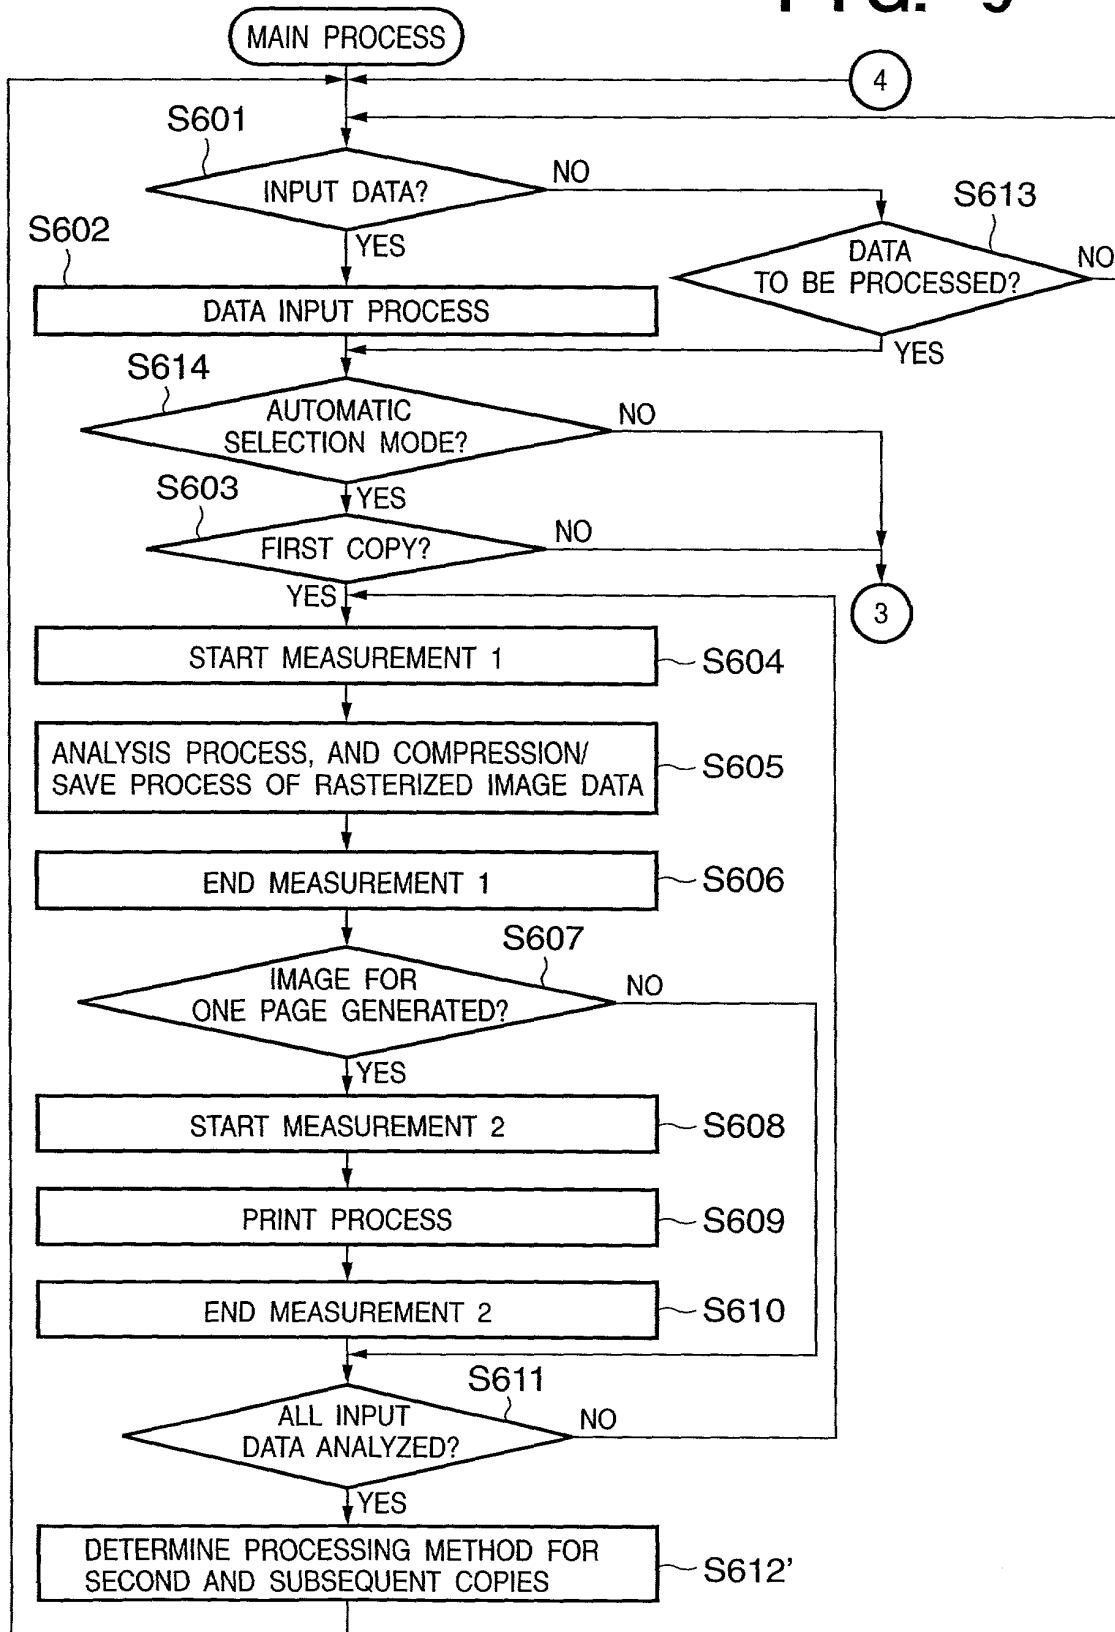 FIG. 9
MAIN PROCESS
4
S601
INPUT DATA?
NO
S613
DATA
TO BE PROCESSED?
NO
YES
S602
YES
DATA INPUT PROCESS
S614
AUTOMATIC
SELECTION MODE?
NO
YES
S603
FIRST COPY?
NO
YES
3
START MEASUREMENT 1
S604
ANALYSIS PROCESS, AND COMPRESSION/
SAVE PROCESS OF RASTERIZED IMAGE DATA
S605
END MEASUREMENT 1
S606
S607
IMAGE FOR
ONE PAGE GENERATED?
NO
YES
START MEASUREMENT 2
S608
PRINT PROCESS
S609
END MEASUREMENT 2
S610
S611
ALL INPUT
DATA ANALYZED?
NO
YES
DETERMINE PROCESSING METHOD FOR
SECOND AND SUBSEQUENT COPIES
S612'